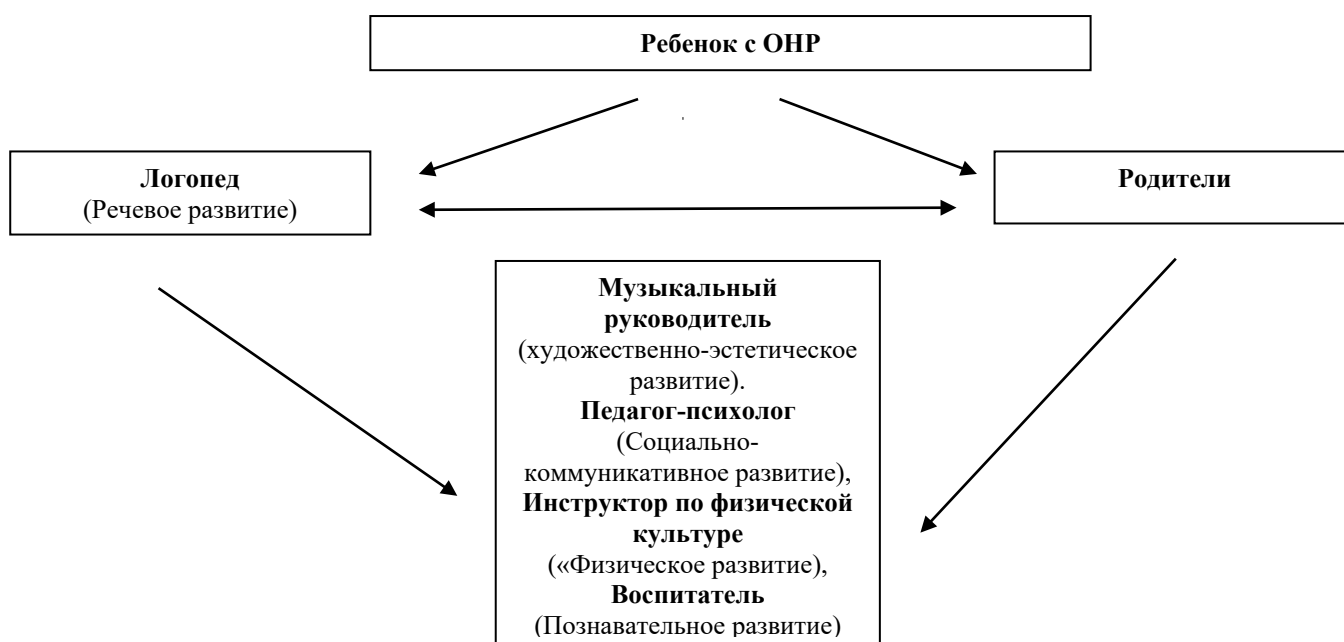 Ребенок с ОНР
Логопед
(Речевое развитие)
Родители
Музыкальный
руководитель
(художественно-эстетическое
развитие).
Педагог-психолог
(Социально-
коммуникативное развитие),
Инструктор по физической
культуре
(«Физическое развитие),
Воспитатель
(Познавательное развитие)